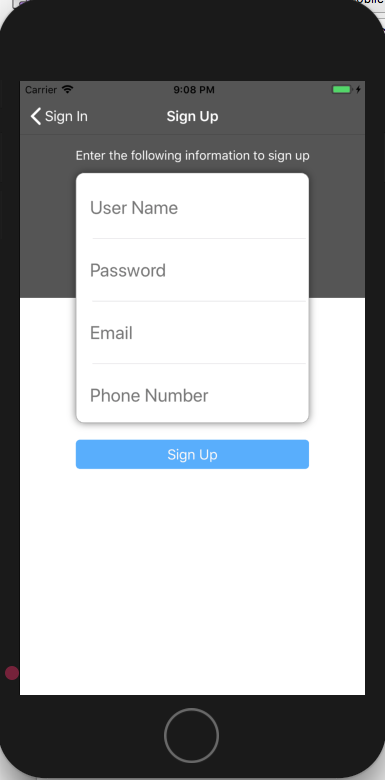 Carrier 9:08 PM
Sign In Sign Up
Enter the following information to sign up
User Name
Password
Email
Phone Number
Sign Up